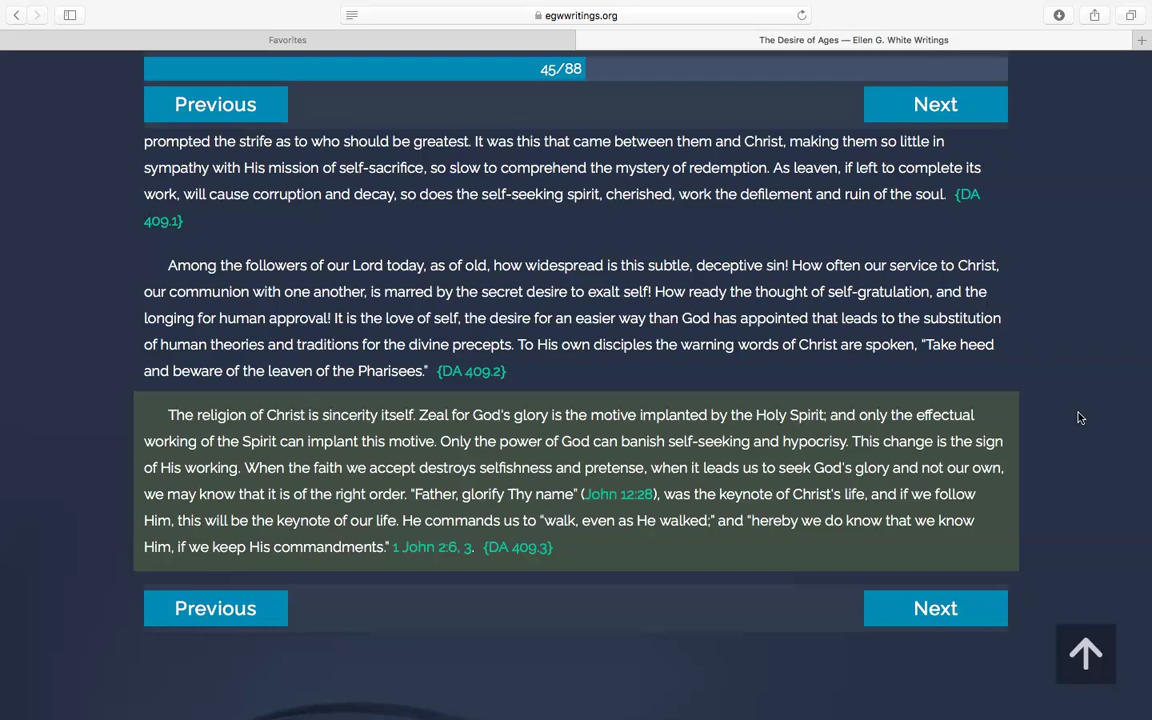 egwwritings.org
Favorites
The Desire of Ages — Ellen G. White Writings
45/88
Previous
Next
prompted the strife as to who should be greatest. It was this that came between them and Christ, making them so little in
sympathy with His mission of self-sacrifice, so slow to comprehend the mystery of redemption. As leaven, if left to complete its
work, will cause corruption and decay, so does the self-seeking spirit, cherished, work the defilement and ruin of the soul. {DA
409.1}
Among the followers of our Lord today, as of old, how widespread is this subtle, deceptive sin! How often our service to Christ,
our communion with one another, is marred by the secret desire to exalt self! How ready the thought of self-gratulation, and the
longing for human approval! It is the love of self, the desire for an easier way than God has appointed that leads to the substitution
of human theories and traditions for the divine precepts. To His own disciples the warning words of Christ are spoken, “Take heed
and beware of the leaven of the Pharisees.” {DA 409.2}
The religion of Christ is sincerity itself. Zeal for God's glory is the motive implanted by the Holy Spirit; and only the effectual
working of the Spirit can implant this motive. Only the power of God can banish self-seeking and hypocrisy. This change is the sign
of His working. When the faith we accept destroys selfishness and pretense, when it leads us to seek God's glory and not our own,
we may know that it is of the right order. “Father, glorify Thy name” (John 12:28), was the keynote of Christ's life, and if we follow
Him, this will be the keynote of our life. He commands us to “walk, even as He walked;” and “hereby we do know that we know
Him, if we keep His commandments.” 1 John 2:6, 3. {DA 409.3}
Previous
Next